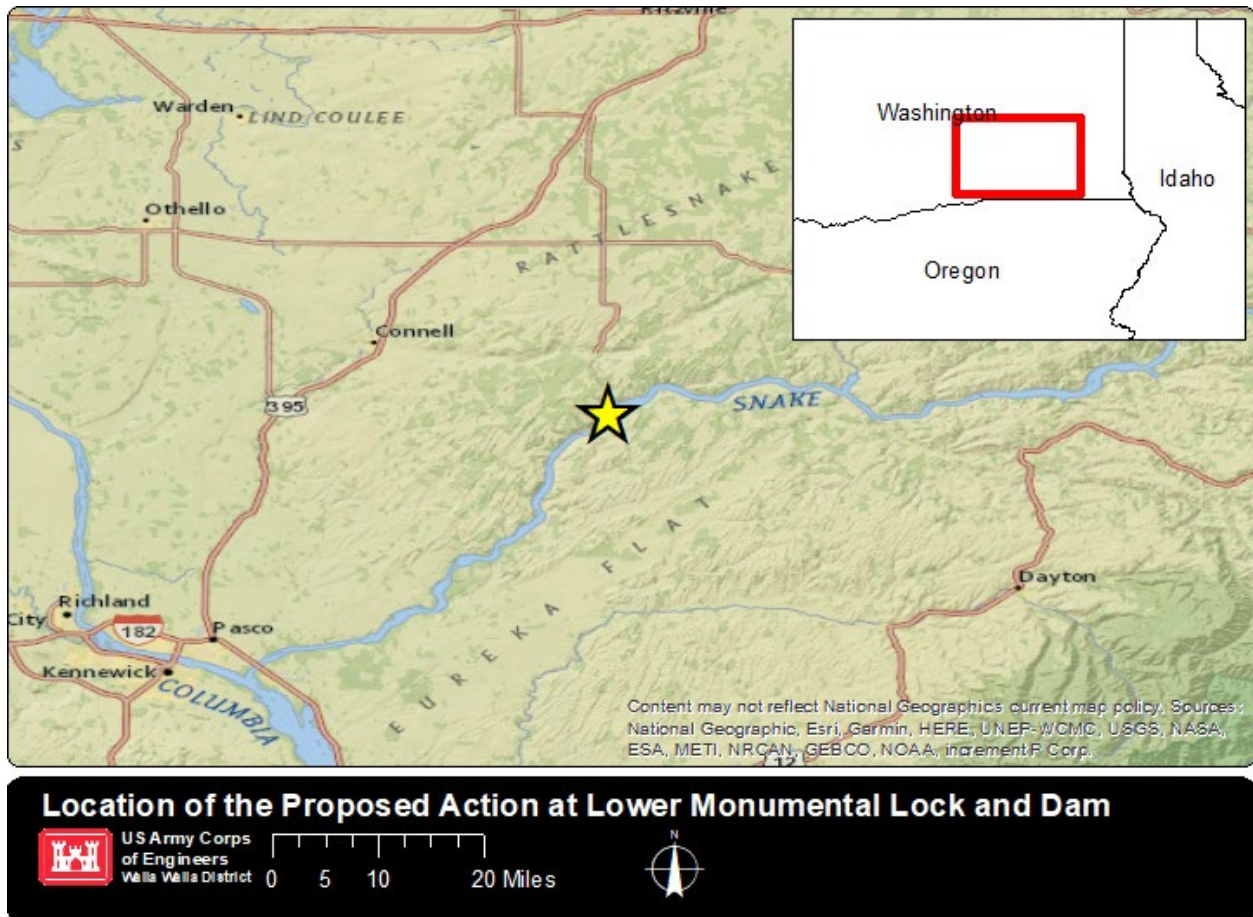 Ritzville
Warden
LIND COULEE
S
Othello
RATTLESNAKE
Connell
395
SNAKE
EUREKA FLAT
Dayton
Richland
City
182
Pasco
Kennewick
COLUMBIA
12
Washington
Idaho
Oregon
Content may not reflect National Geographics current map policy. Sources:
National Geographic, Esri, Garmin, HERE, UNEP-WCMC, USGS, NASA,
ESA, METI, NRCAN, GEBCO, NOAA, increment P Corp.
Location of the Proposed Action at Lower Monumental Lock and Dam
US Army Corps
of Engineers
Walla Walla District
0 5 10 20 Miles
N